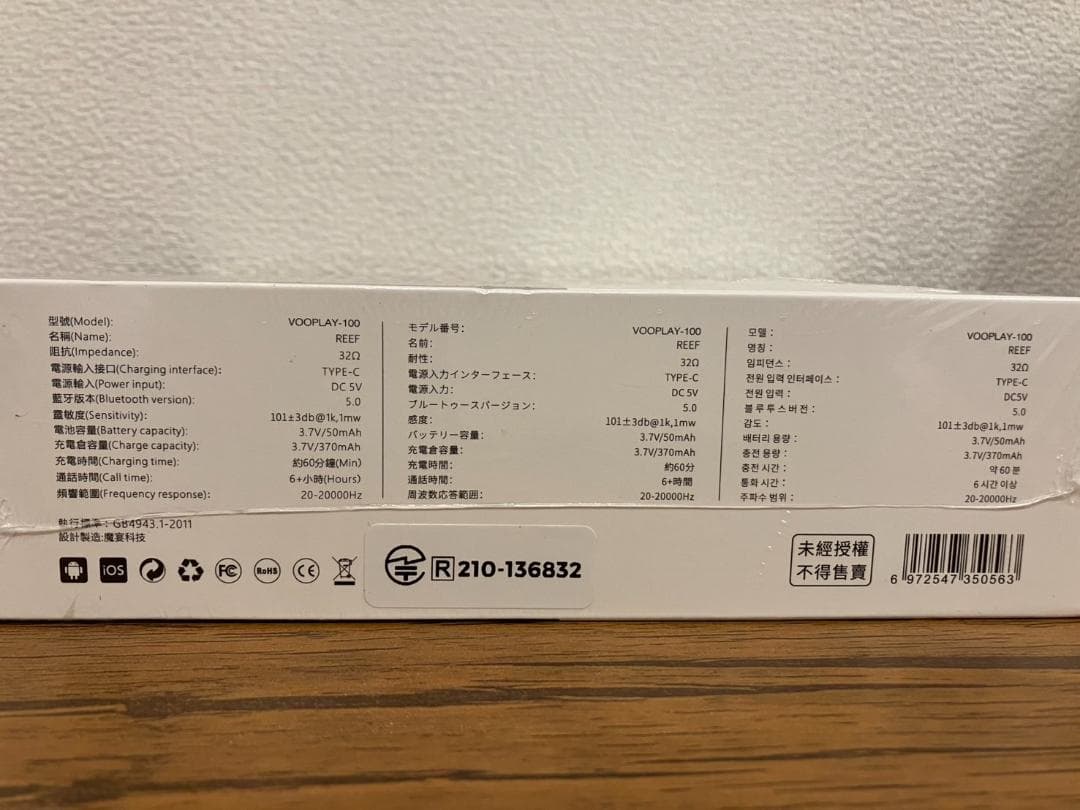 型號(Model): VOOPLAY-100
名稱(Name): REEF
阻抗(Impedance): 32Ω
電源輸入接口(Charging interface): TYPE-C
電源輸入(Power input): DC 5V
藍牙版本(Bluetooth version): 5.0
靈敏度(Sensitivity): 101±3db@1k,1mw
電池容量(Battery capacity): 3.7V/50mAh
充電倉容量(Charge capacity): 3.7V/370mAh
充電時間(Charging time): 約60分鐘(Min)
通話時間(Call time): 6+小時(Hours)
頻響範圍(Frequency response): 20-20000Hz
モデル番号: VOOPLAY-100
名前: REEF
耐性: 32Ω
電源入力インターフェース: TYPE-C
電源入力: DC 5V
ブルートゥースバージョン: 5.0
感度: 101±3db@1k,1mw
バッテリー容量: 3.7V/50mAh
充電倉容量: 3.7V/370mAh
充電時間: 約60分
通話時間: 6+時間
周波数応答範囲: 20-20000Hz
모델 : VOOPLAY-100
명칭 : REEF
임피던스 : 32Ω
전원 입력 인터페이스 : TYPE-C
전원 입력 : DC5V
블루투스 버전 : 5.0
감도 : 101±3db@1k,1mw
배터리 용량 : 3.7V/50mAh
충전 용량 : 3.7V/370mAh
충전 시간 : 약 60 분
통화 시간 : 6 시간 이상
주파수 범위 : 20-20000Hz
執行標準：GB4943.1-2011
設計製造:魔宴科技
iOS
FC
RoHS
CE
R 210-136832
未經授權
不得售賣
6 972547 350563